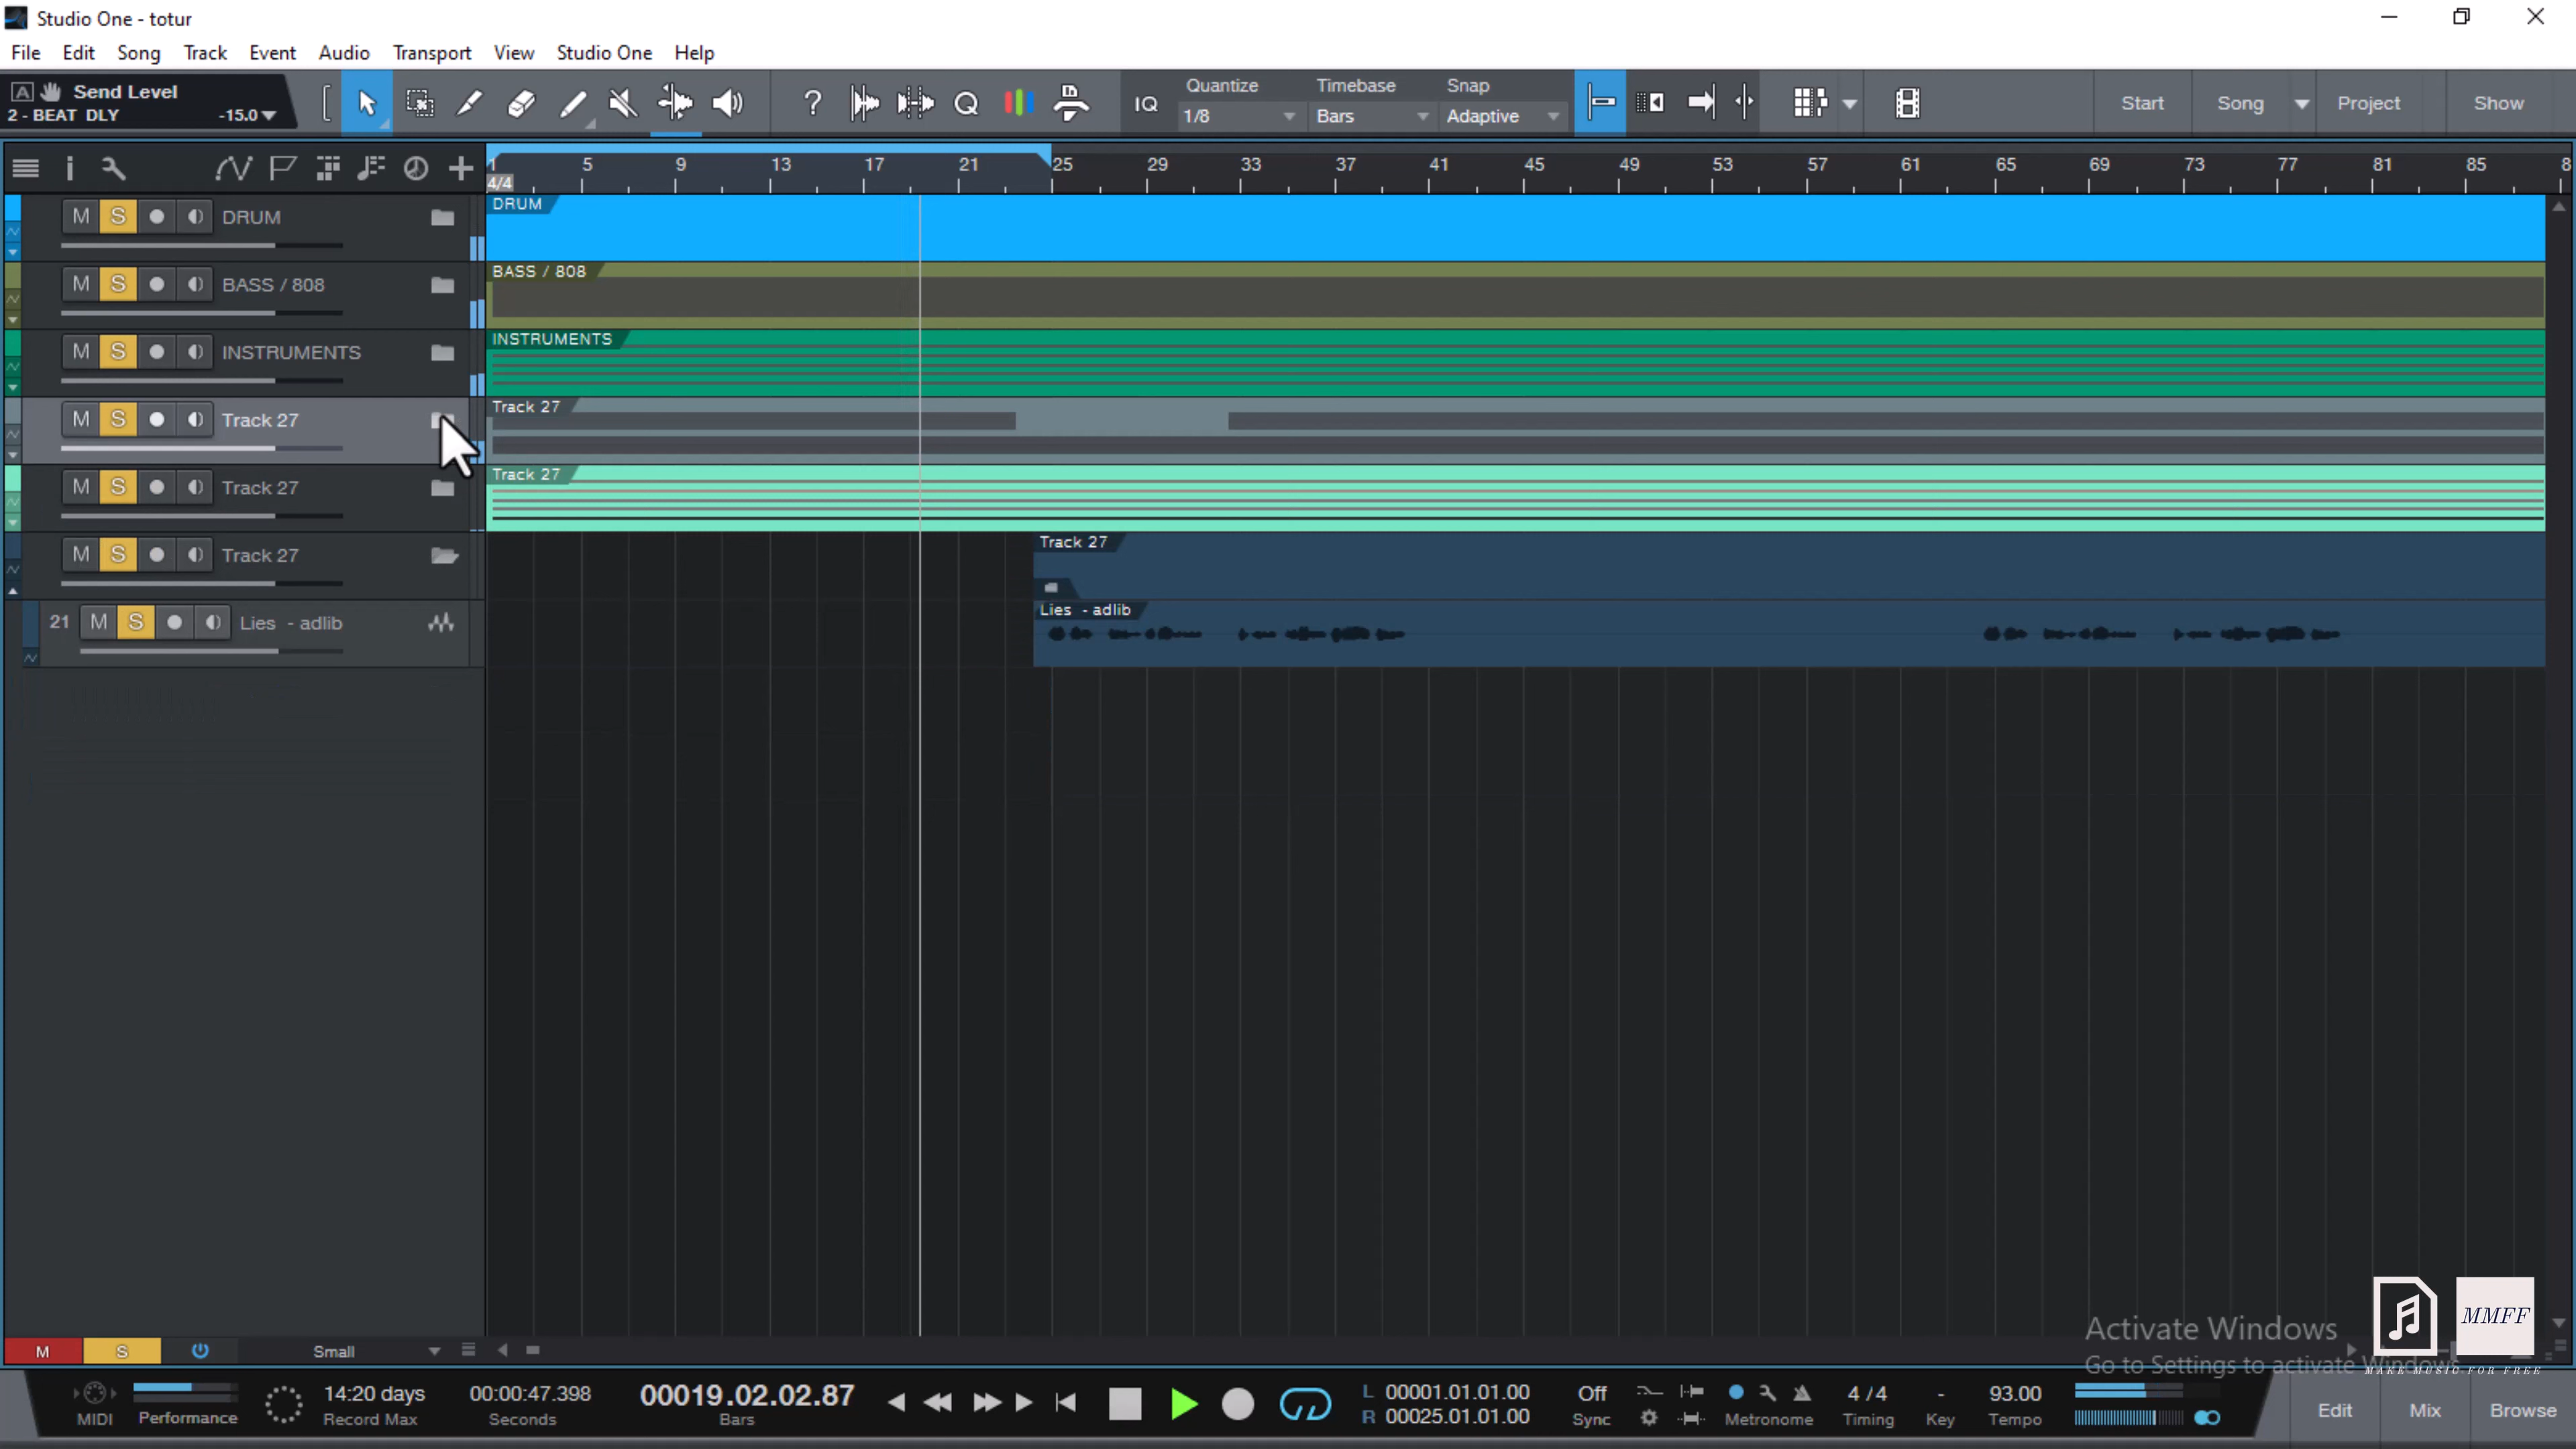 Studio One - totur
File Edit Song Track Event Audio Transport View Studio One Help
A Send Level
2 - BEAT DLY -15.0
? Q IQ
Quantize Timebase Snap
1/8 Bars Adaptive
Start Song Project Show
1 5 9 13 17 21 25 29 33 37 41 45 49 53 57 61 65 69 73 77 81 85 8
4/4
M S DRUM
DRUM
M S BASS / 808
BASS / 808
M S INSTRUMENTS
INSTRUMENTS
M S Track 27
Track 27
M S Track 27
Track 27
M S Track 27
Track 27
21 M S Lies - adlib
Lies - adlib
M S Small
Activate Windows
Go to Settings to activate Windows.
MMFF
MAKE MUSIC FOR FREE
MIDI Performance
14:20 days
Record Max
00:00:47.398
Seconds
00019.02.02.87
Bars
L 00001.01.01.00
R 00025.01.01.00
Off
Sync
Metronome
4 / 4
Timing
-
Key
93.00
Tempo
Edit Mix Browse